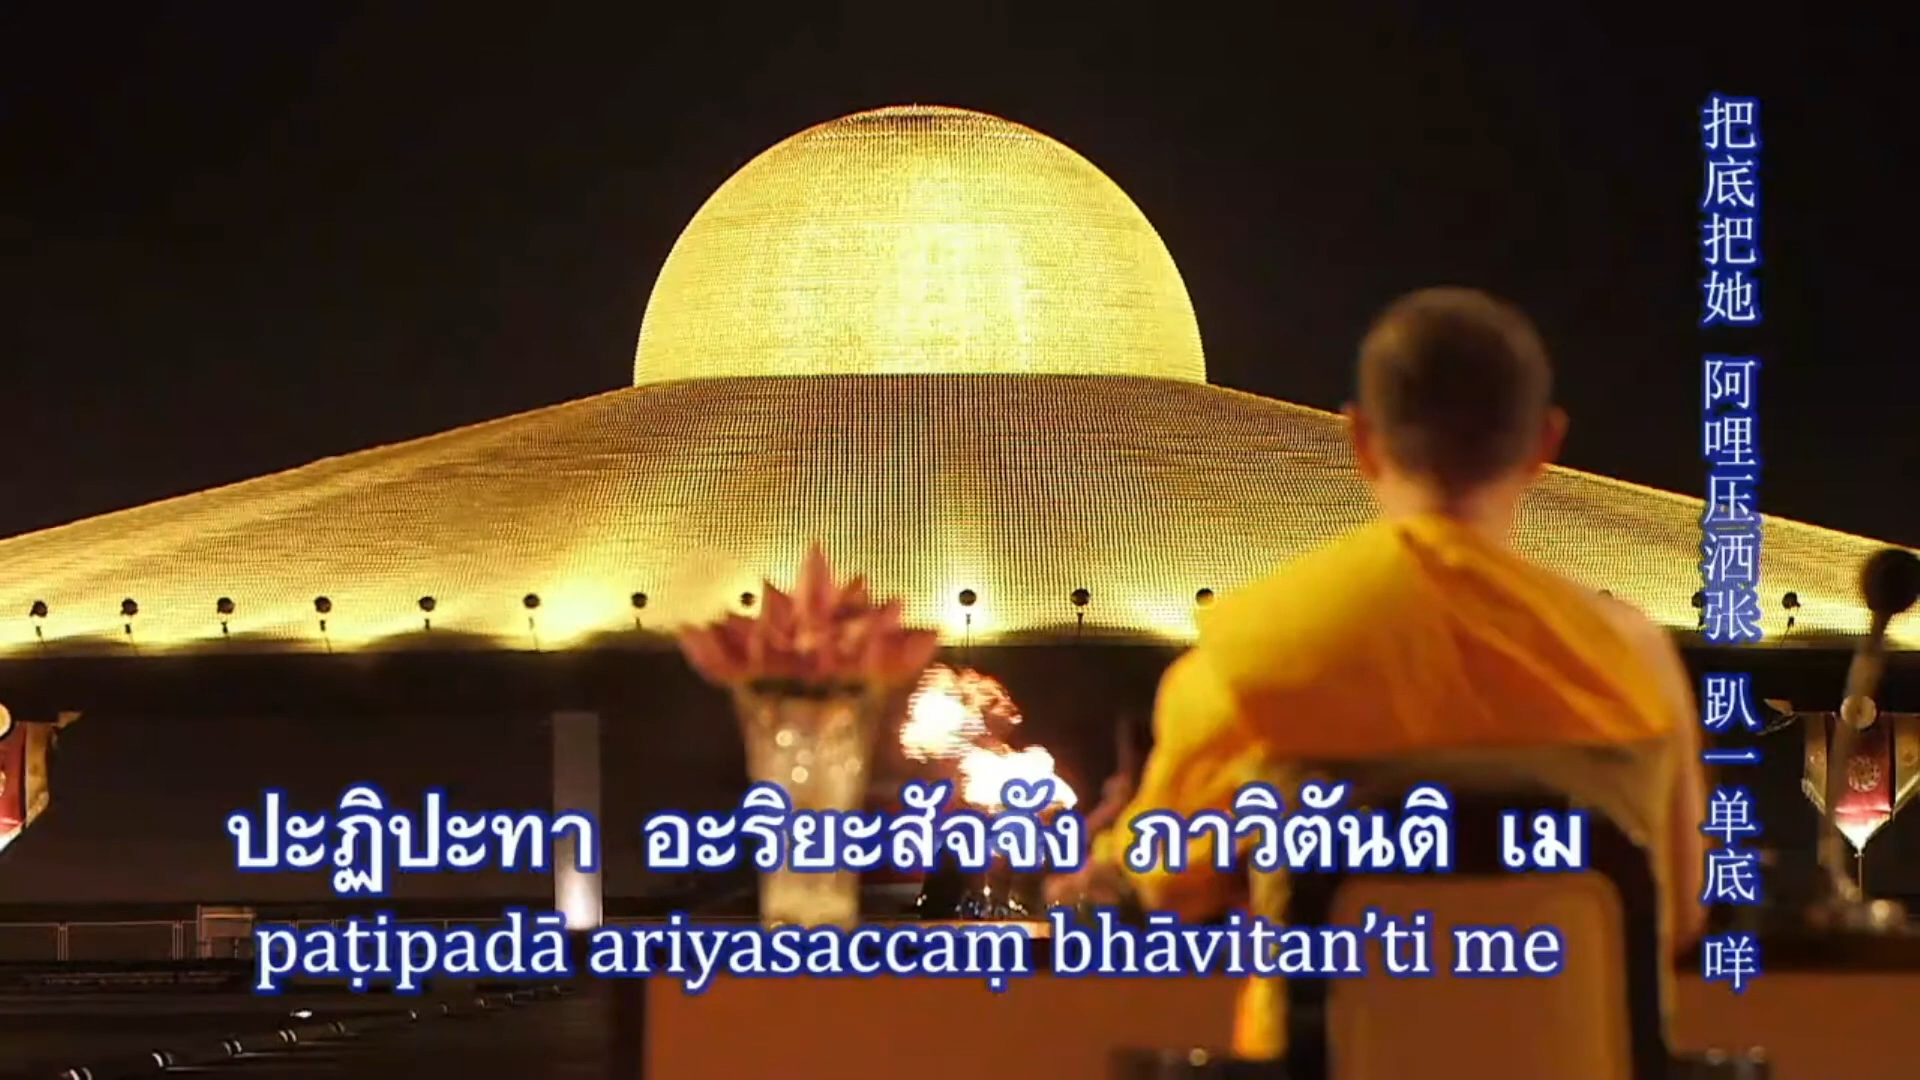 ปะฏิปะทา อะริยะสัจจัง ภาวิตันติ เม
paṭipadā ariyasaccaṃ bhāvitan’ti me
把底把她 阿哩压洒张 趴一单底 咩